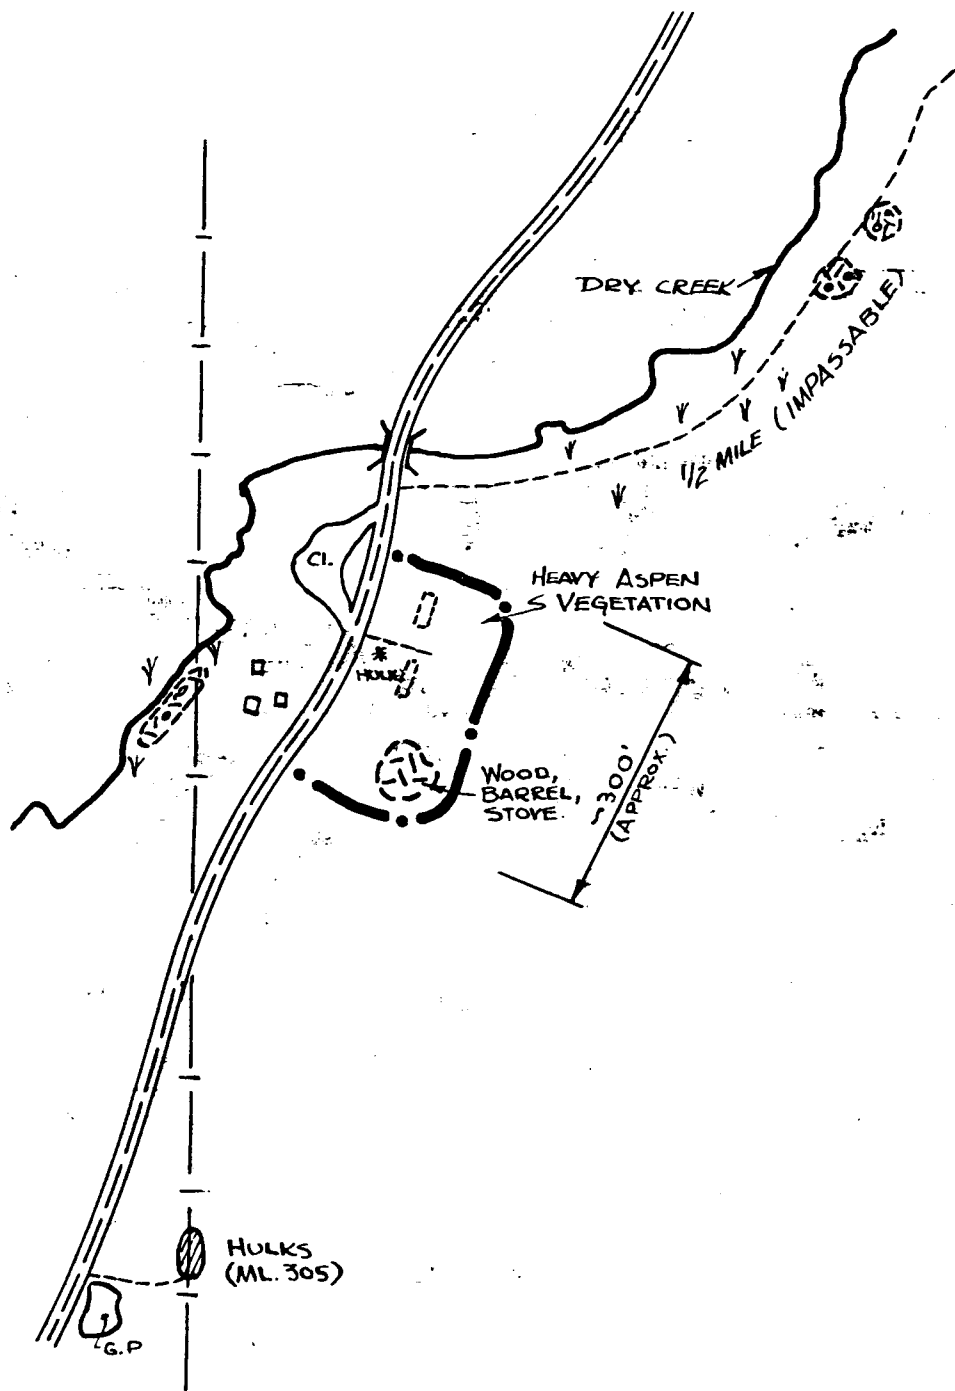 DRY CREEK
1/2 MILE (IMPASSABLE)
Cl.
HEAVY ASPEN
& VEGETATION
HULK
WOOD,
BARREL,
STOVE.
~300'
(APPROX.)
HULKS
(ML. 305)
G.P